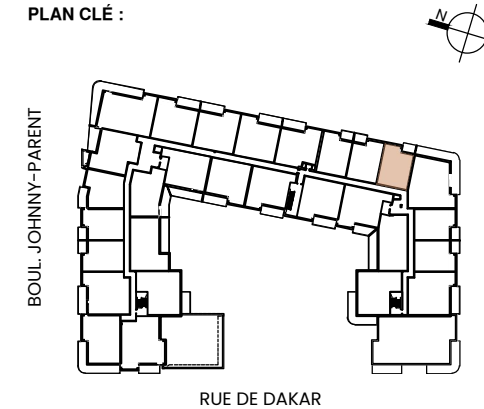 PLAN CLÉ :
N
BOUL. JOHNNY-PARENT
RUE DE DAKAR